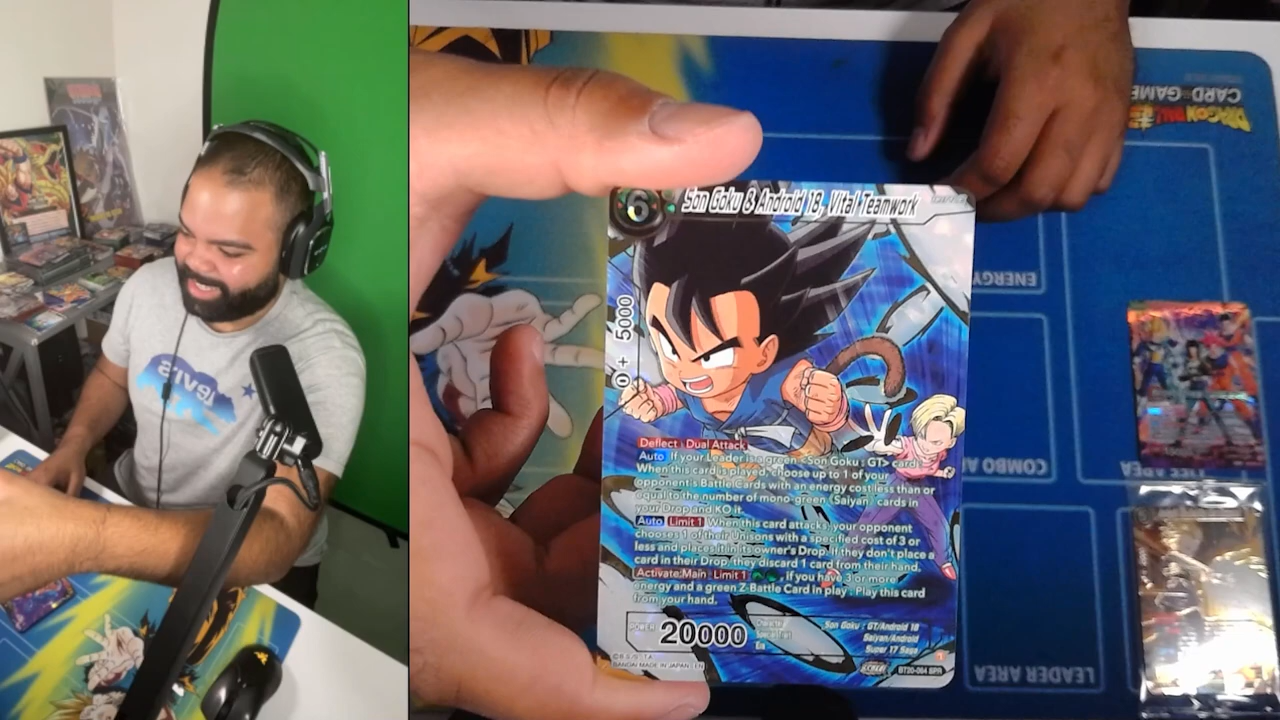 DRAGON BALL
CARD GAME
6
Son Goku & Android 18, Vital Teamwork
0+ 5000
Deflect Dual Attack
Auto If your Leader is a green <Son Goku : GT> card :
When this card is played, choose up to 1 of your
opponent's Battle Cards with an energy cost less than or
equal to the number of mono-green 《Saiyan》 cards in
your Drop and KO it.
Auto Limit 1 When this card attacks, your opponent
chooses 1 of their Unisons with a specified cost of 3 or
less and places it in its owner's Drop. If they don't place a
card in their Drop, they discard 1 card from their hand.
Activate:Main Limit 1 , if you have 3 or more
energy and a green Z-Battle Card in play : Play this card
from your hand.
POWER 20000
Character Son Goku : GT/Android 18
Special Trait Saiyan/Android
Era Super 17 Saga
BANDAI MADE IN JAPAN
BT20-064 SPR
ENERGY
COMBO A
LIFE AREA
LEADER AREA
levi's